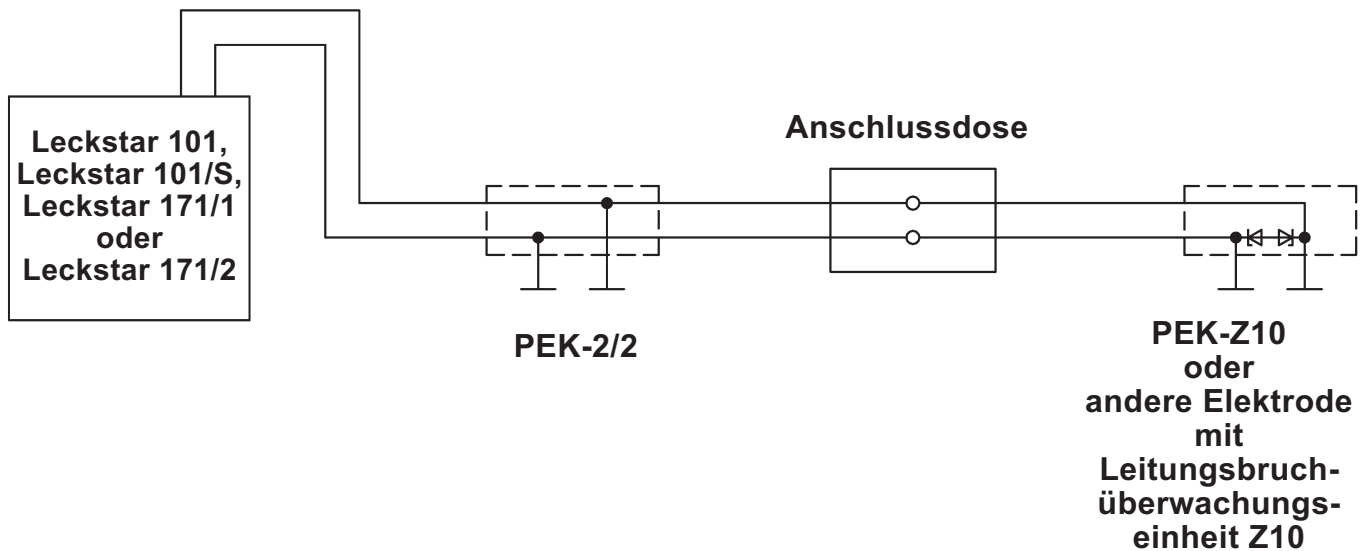 Leckstar 101,
Leckstar 101/S,
Leckstar 171/1
oder
Leckstar 171/2
Anschlussdose
PEK-2/2
PEK-Z10
oder
andere Elektrode
mit
Leitungsbruch-
überwachungs-
einheit Z10